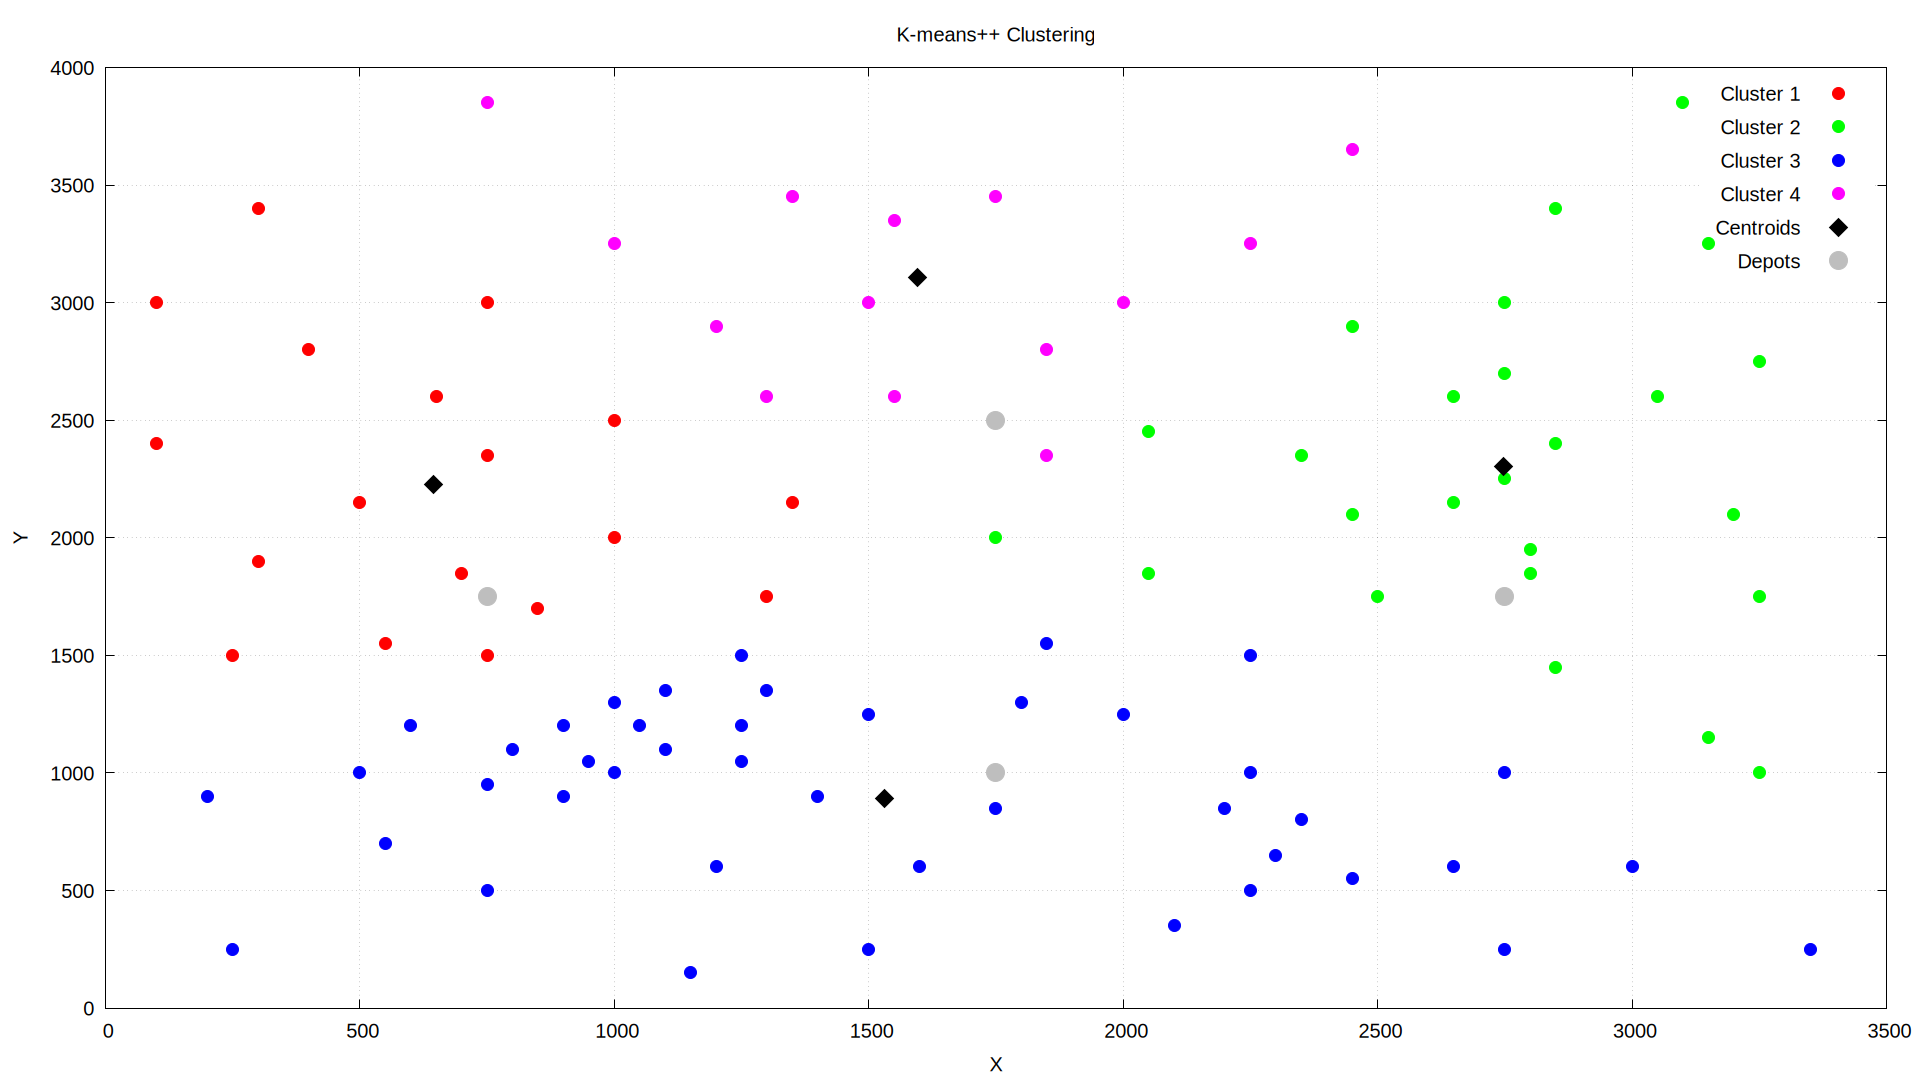 K-means++ Clustering
4000
3500
3000
2500
2000
1500
1000
500
0
Y
Cluster 1
Cluster 2
Cluster 3
Cluster 4
Centroids
Depots
0 500 1000 1500 2000 2500 3000 3500
X